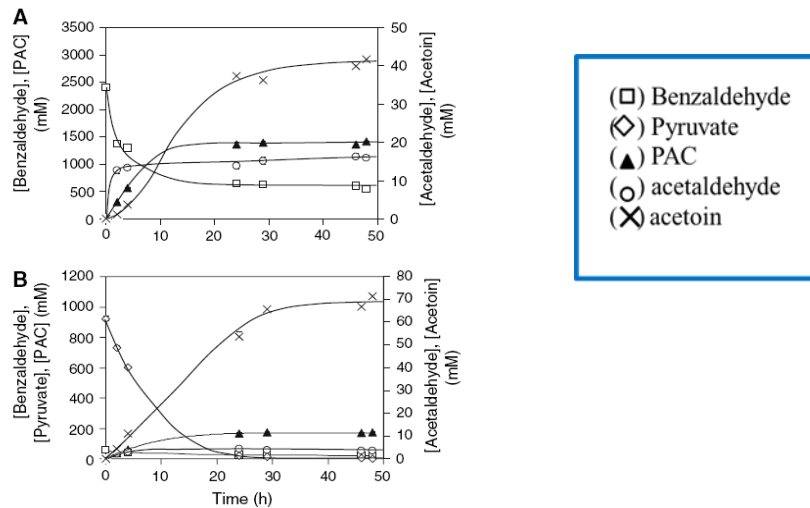 A
3500
3000
2500
2000
1500
1000
500
0
[Benzaldehyde], [PAC]
(mM)
50
40
30
20
10
0
[Acetaldehyde], [Acetoin]
(mM)
0
10
20
30
40
50
B
1200
1000
800
600
400
200
0
[Benzaldehyde],
[Pyruvate], [PAC] (mM)
80
70
60
50
40
30
20
10
0
[Acetaldehyde], [Acetoin]
(mM)
0
10
20
30
40
50
Time (h)
(□) Benzaldehyde
(◇) Pyruvate
(▲) PAC
(○) acetaldehyde
(×) acetoin